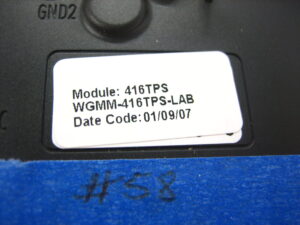 GND2
Module: 416TPS
WGMM-416TPS-LAB
Date Code: 01/09/07
#58